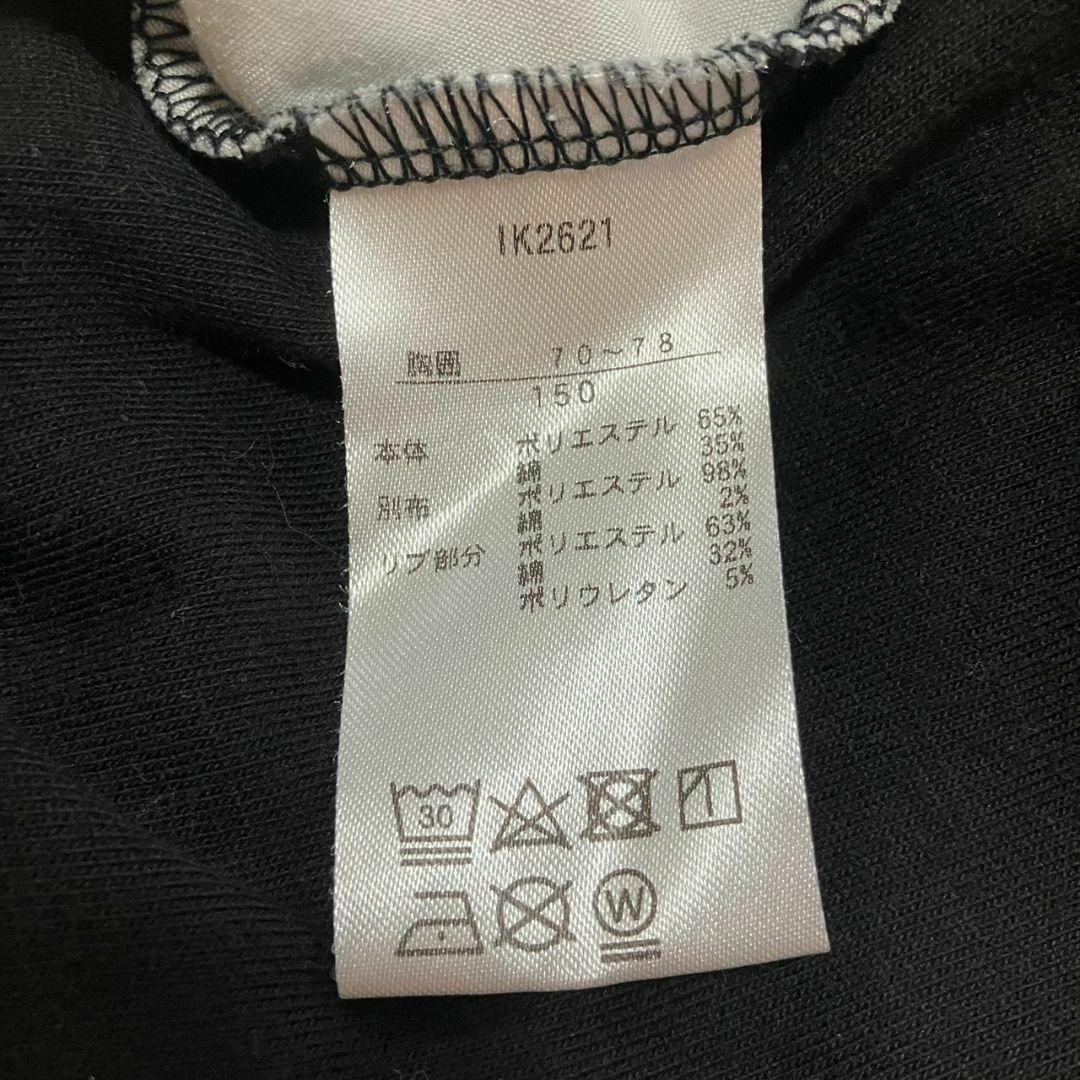 IK2621
胸囲 70~78
150
本体 ポリエステル 65%
綿 35%
別布 ポリエステル 98%
綿 2%
リブ部分 ポリエステル 63%
綿 32%
ポリウレタン 5%
30
W